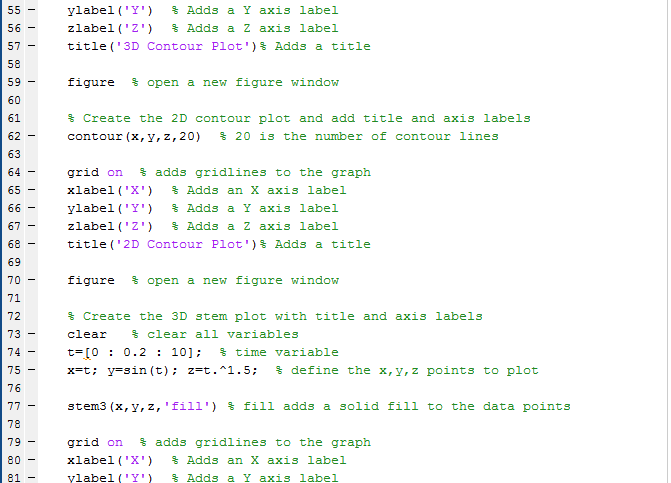 55 – ylabel('Y') % Adds a Y axis label
56 – zlabel('Z') % Adds a Z axis label
57 – title('3D Contour Plot')% Adds a title
58
59 – figure % open a new figure window
60
61 % Create the 2D contour plot and add title and axis labels
62 – contour(x,y,z,20) % 20 is the number of contour lines
63
64 – grid on % adds gridlines to the graph
65 – xlabel('X') % Adds an X axis label
66 – ylabel('Y') % Adds a Y axis label
67 – zlabel('Z') % Adds a Z axis label
68 – title('2D Contour Plot')% Adds a title
69
70 – figure % open a new figure window
71
72 % Create the 3D stem plot with title and axis labels
73 – clear % clear all variables
74 – t=[0 : 0.2 : 10]; % time variable
75 – x=t; y=sin(t); z=t.^1.5; % define the x,y,z points to plot
76
77 – stem3(x,y,z,'fill') % fill adds a solid fill to the data points
78
79 – grid on % adds gridlines to the graph
80 – xlabel('X') % Adds an X axis label
81 – ylabel('Y') % Adds a Y axis label